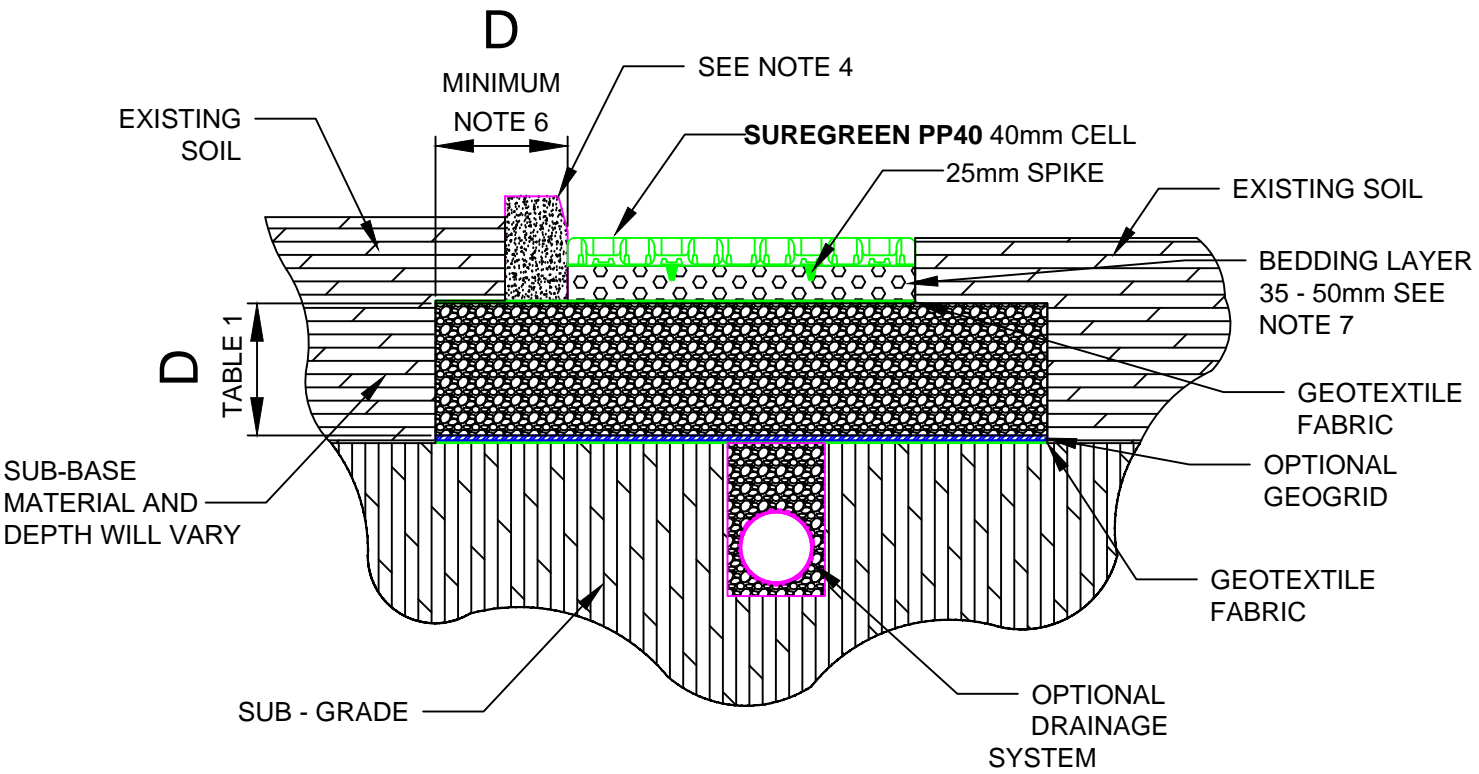 D
MINIMUM
NOTE 6
SEE NOTE 4
EXISTING
SOIL
SUREGREEN PP40 40mm CELL
25mm SPIKE
EXISTING SOIL
BEDDING LAYER
35 - 50mm SEE
NOTE 7
D
TABLE 1
GEOTEXTILE
FABRIC
OPTIONAL
GEOGRID
SUB-BASE
MATERIAL AND
DEPTH WILL VARY
GEOTEXTILE
FABRIC
SUB - GRADE
OPTIONAL
DRAINAGE
SYSTEM